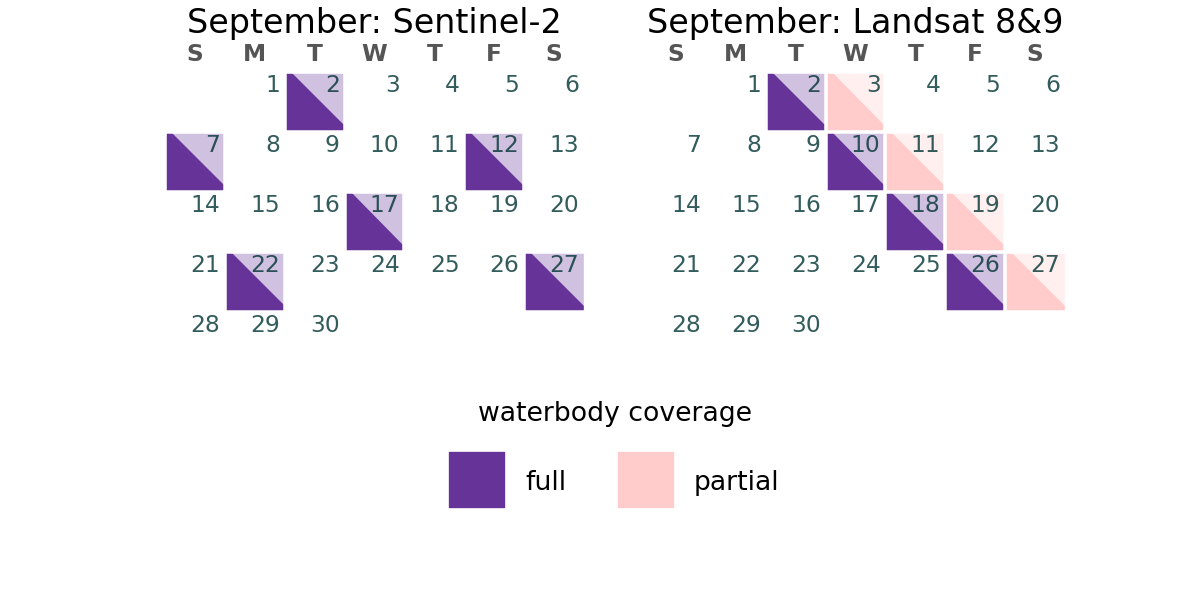 September: Sentinel-2
S M T W T F S
1 2 3 4 5 6
7 8 9 10 11 12 13
14 15 16 17 18 19 20
21 22 23 24 25 26 27
28 29 30
September: Landsat 8&9
S M T W T F S
1 2 3 4 5 6
7 8 9 10 11 12 13
14 15 16 17 18 19 20
21 22 23 24 25 26 27
28 29 30
waterbody coverage
full partial